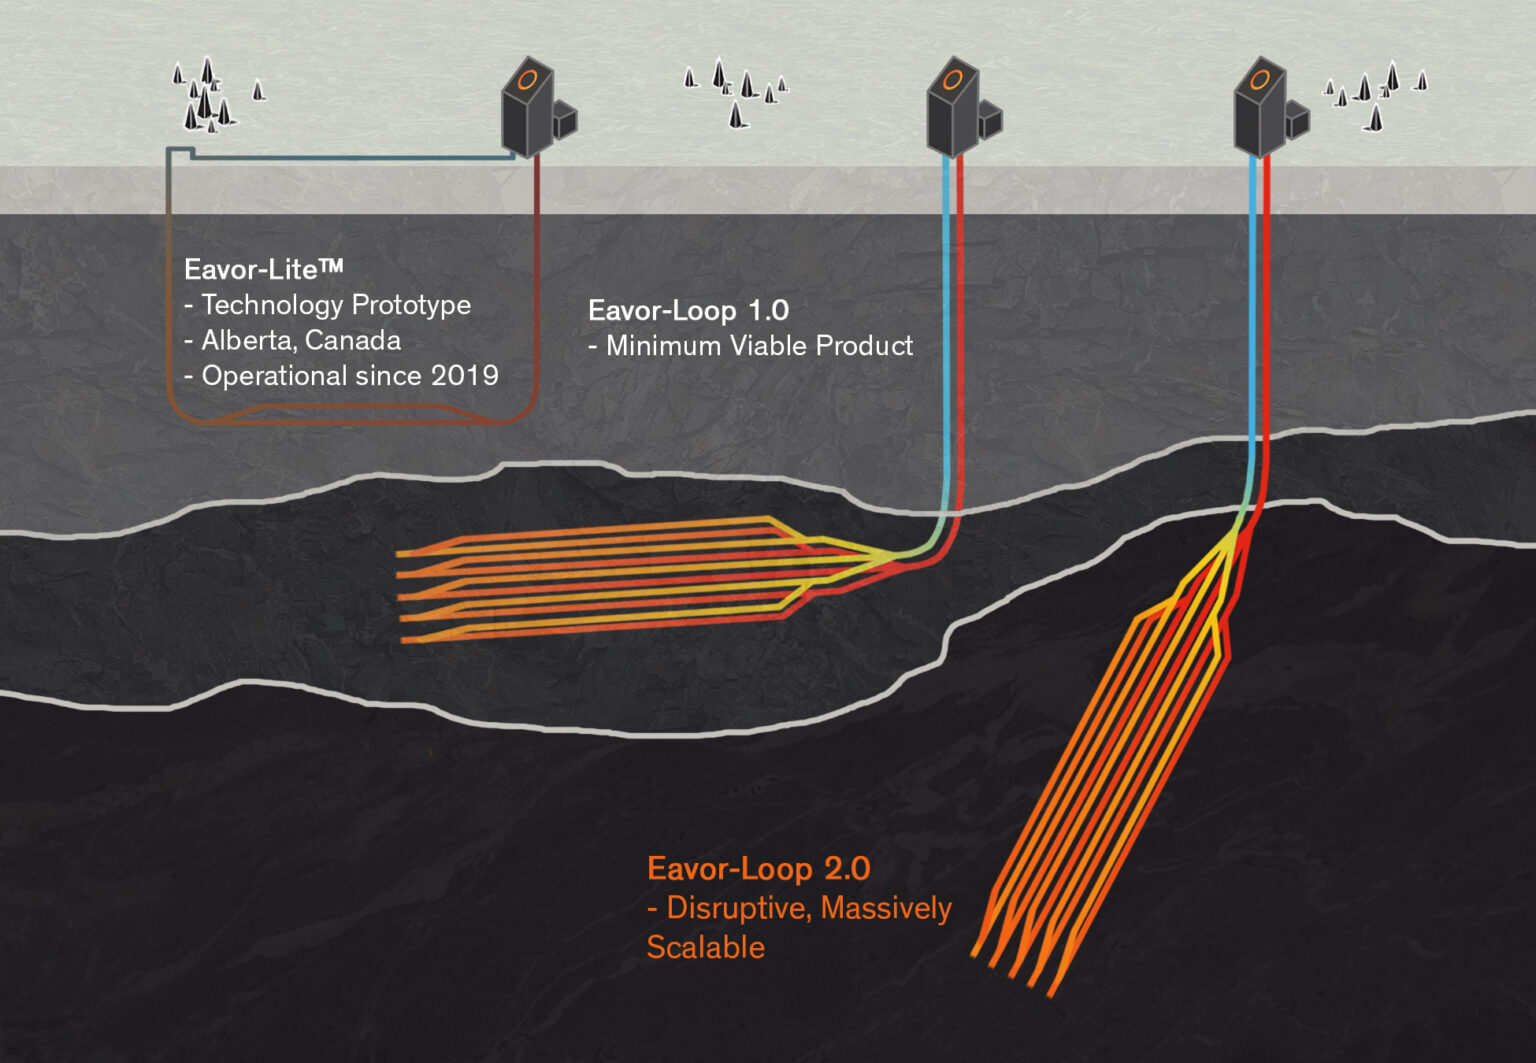 Eavor-Lite™
- Technology Prototype
- Alberta, Canada
- Operational since 2019
Eavor-Loop 1.0
- Minimum Viable Product
Eavor-Loop 2.0
- Disruptive, Massively
Scalable